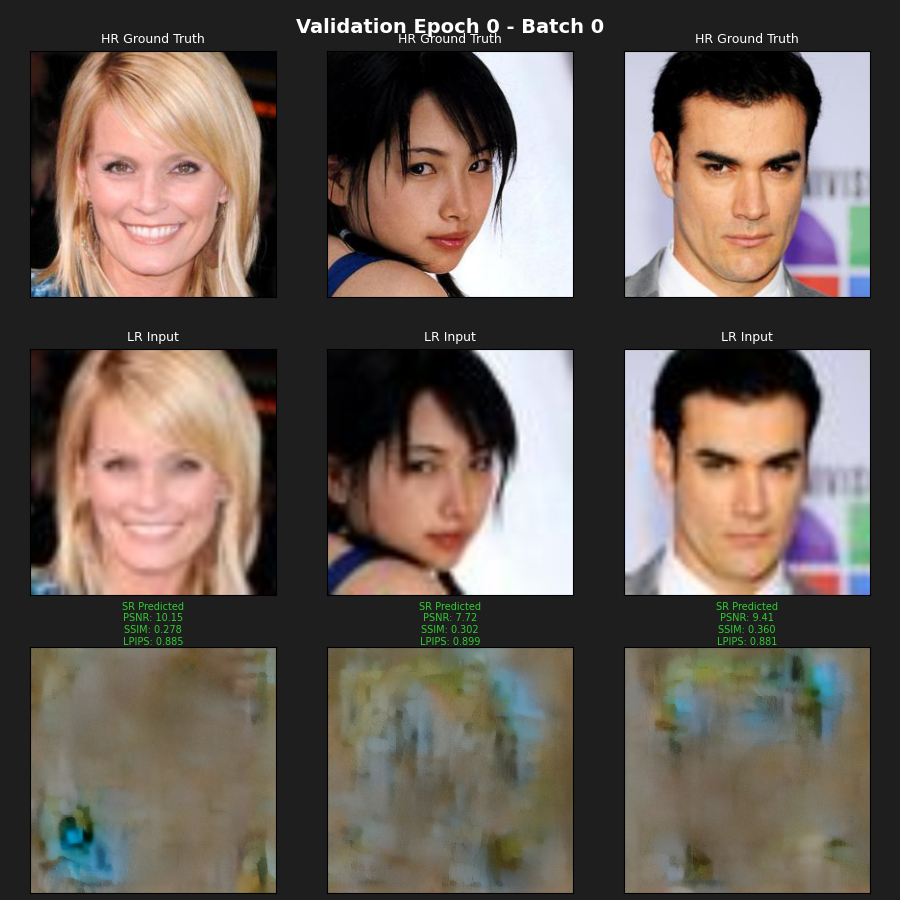 Validation Epoch 0 - Batch 0
HR Ground Truth
HR Ground Truth
HR Ground Truth
LR Input
LR Input
LR Input
SR Predicted
PSNR: 10.15
SSIM: 0.278
LPIPS: 0.885
SR Predicted
PSNR: 7.72
SSIM: 0.302
LPIPS: 0.899
SR Predicted
PSNR: 9.41
SSIM: 0.360
LPIPS: 0.881